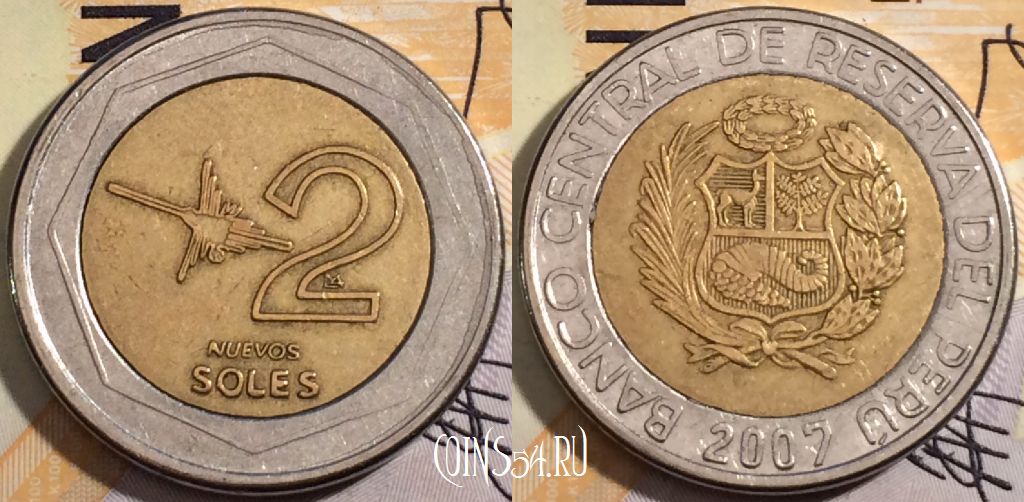 2
NUEVOS
SOLES
BANCO CENTRAL DE RESERVA DEL PERÚ
2007
COINS54.RU